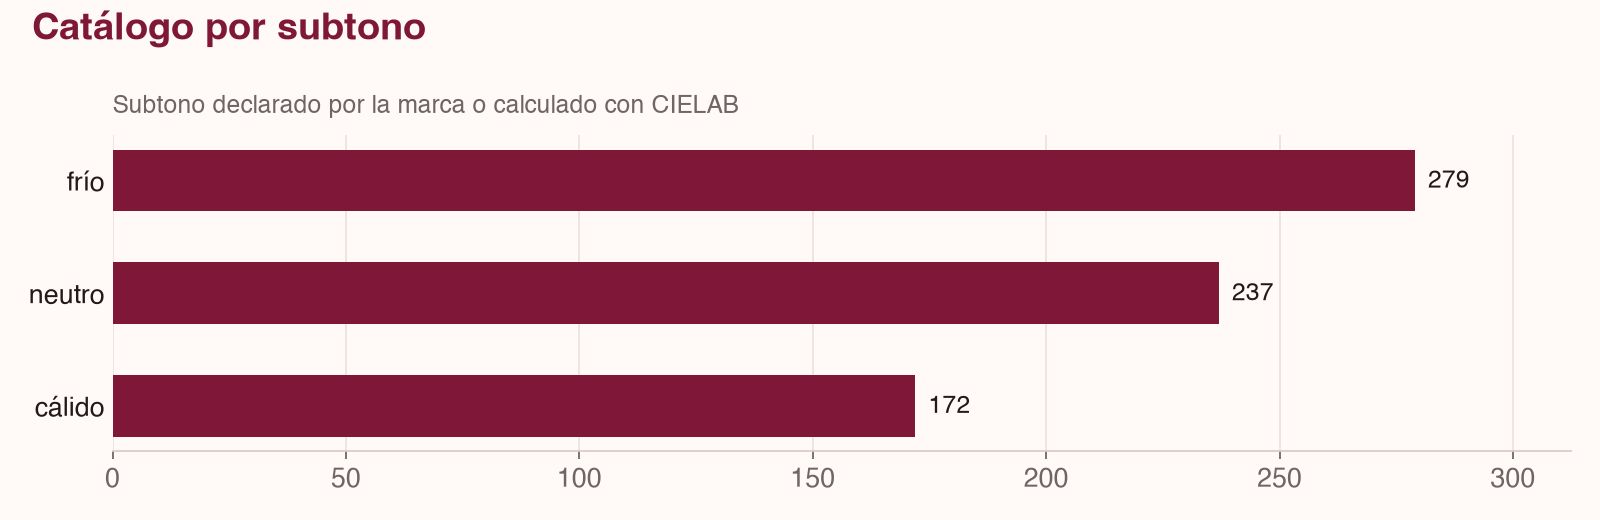 Catálogo por subtono
Subtono declarado por la marca o calculado con CIELAB
frío 279
neutro 237
cálido 172
0 50 100 150 200 250 300